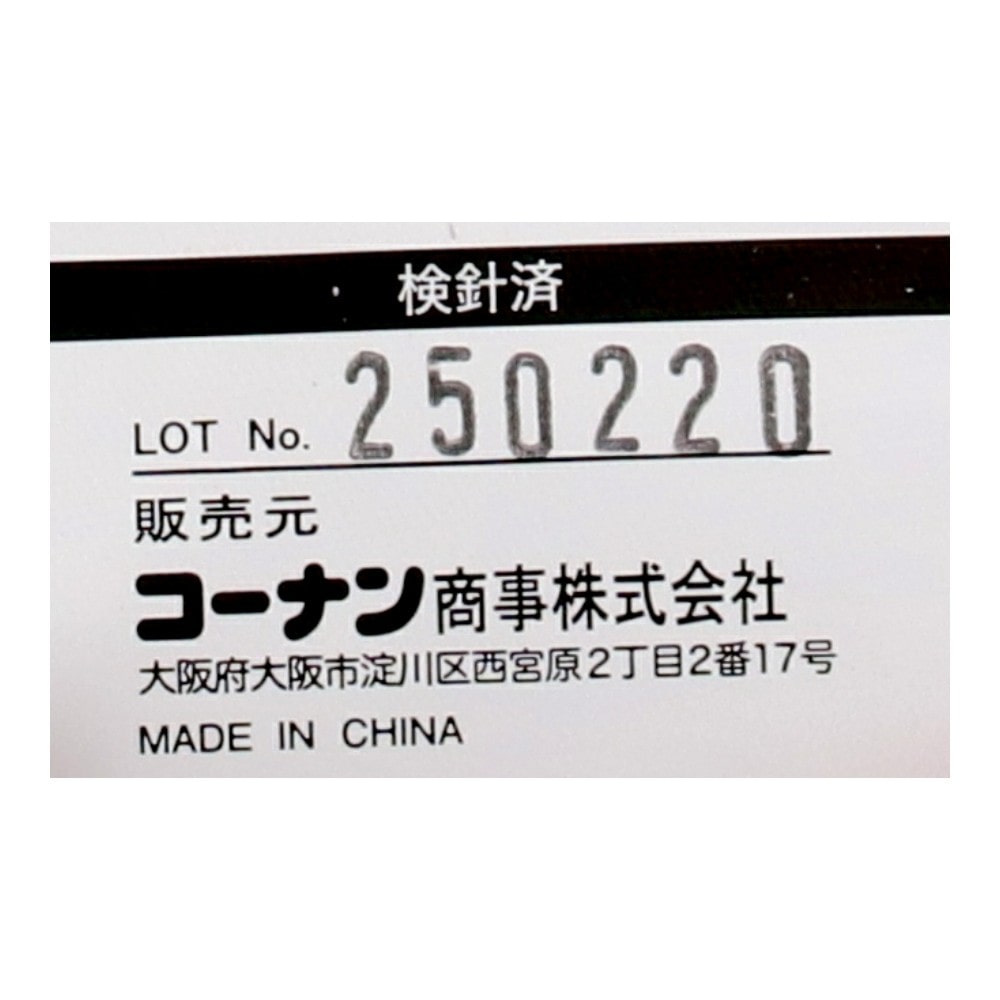 検針済
LOT No. 250220
販売元
コーナン商事株式会社
大阪府大阪市淀川区西宮原2丁目2番17号
MADE IN CHINA